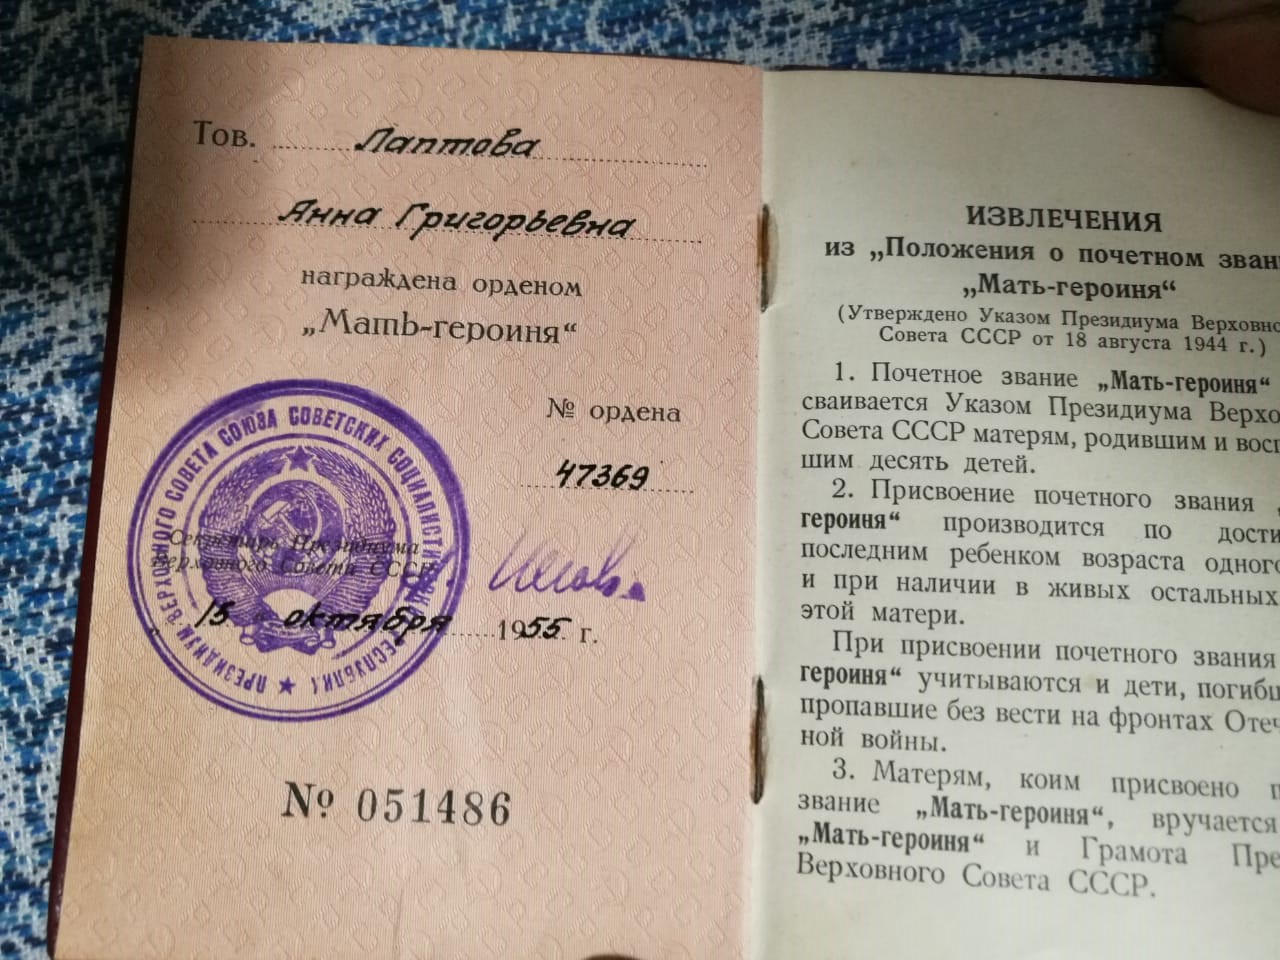 Тов. Лаптова
Анна Григорьевна
награждена орденом
„Мать-героиня“
№ ордена
47369
ПРЕЗИДИУМ ВЕРХОВНОГО СОВЕТА СОЮЗА СОВЕТСКИХ СОЦИАЛИСТИ
Секретарь Президиума
Верховного Совета СССР
15 октября 1955 г.
№ 051486
ИЗВЛЕЧЕНИЯ
из „Положения о почетном зван
„Мать-героиня“
(Утверждено Указом Президиума Верховно
Совета СССР от 18 августа 1944 г.)
1. Почетное звание „Мать-героиня“
сваивается Указом Президиума Верхо
Совета СССР матерям, родившим и восп
шим десять детей.
2. Присвоение почетного звания „
героиня“ производится по дости
последним ребенком возраста одного
и при наличии в живых остальных
этой матери.
При присвоении почетного звания
героиня“ учитываются и дети, погибш
пропавшие без вести на фронтах Отеч
ной войны.
3. Матерям, коим присвоено п
звание „Мать-героиня“, вручается
„Мать-героиня“ и Грамота Пре
Верховного Совета СССР.